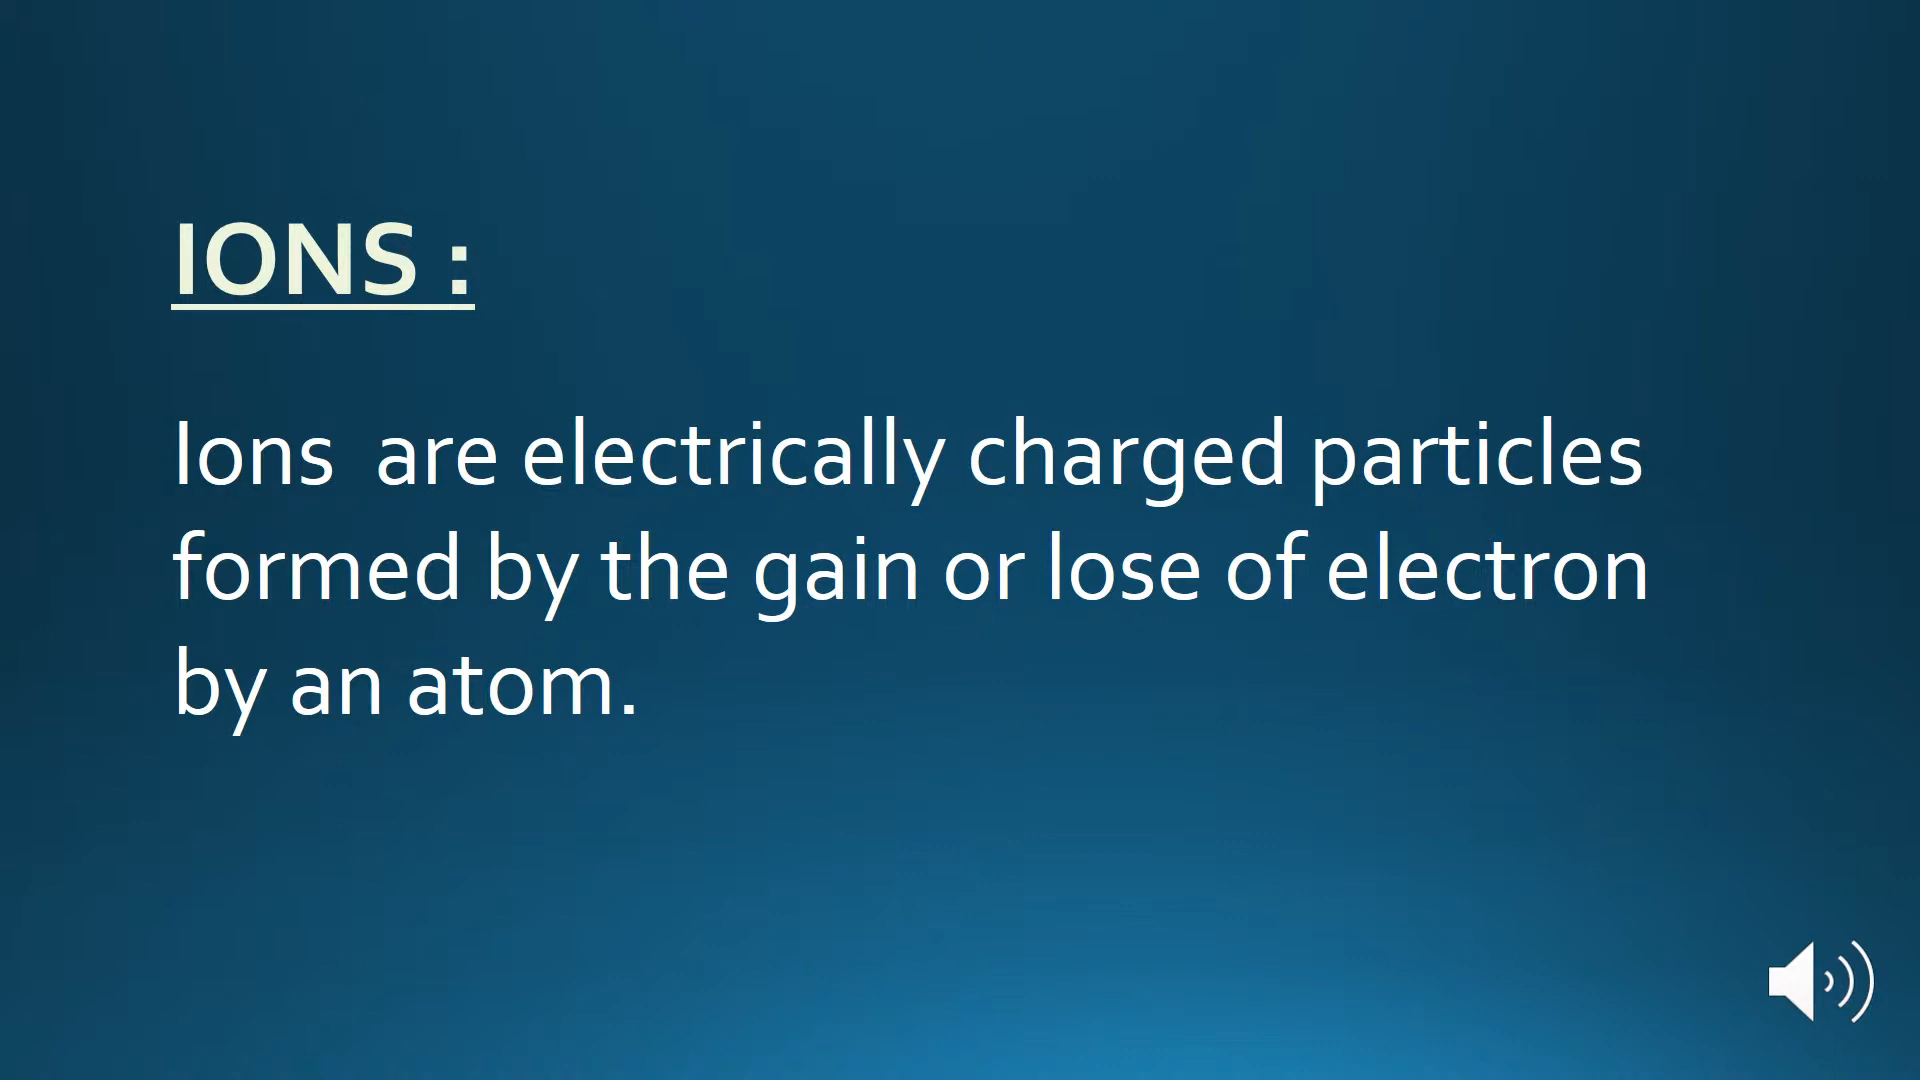 IONS :
Ions  are electrically charged particles
formed by the gain or lose of electron
by an atom.